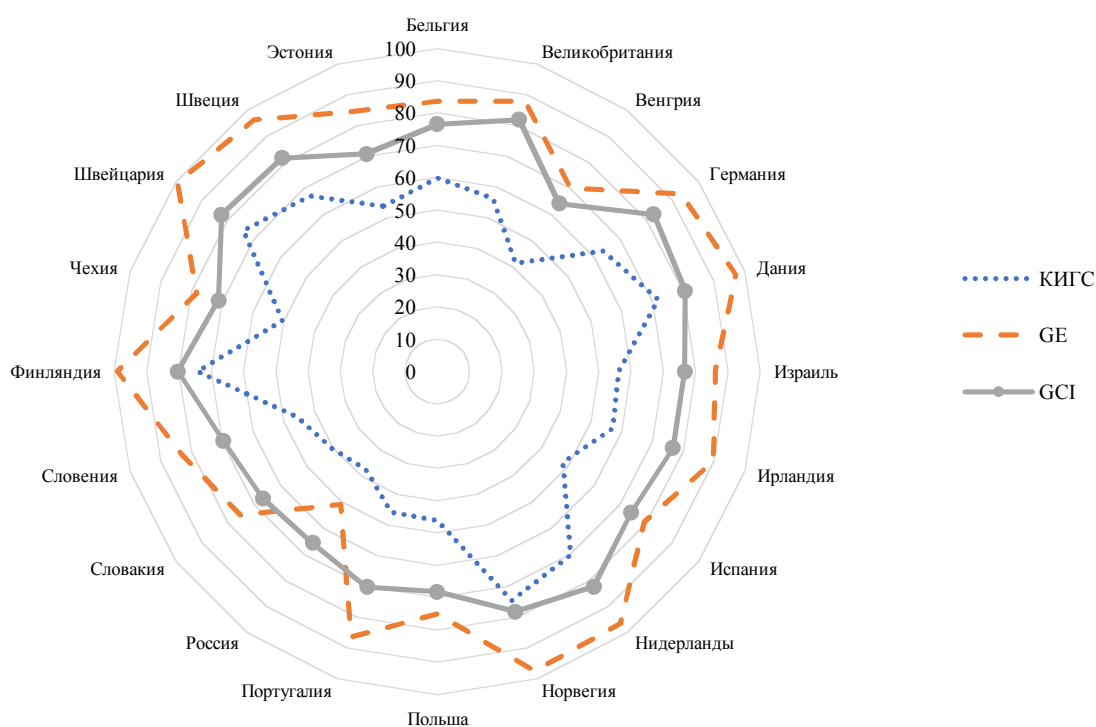 Бельгия
Эстония
Великобритания
Швеция
Венгрия
Швейцария
Германия
Чехия
Дания
Финляндия
Израиль
Словения
Ирландия
Словакия
Испания
Россия
Нидерланды
Португалия
Норвегия
Польша
100
90
80
70
60
50
40
30
20
10
0
КИГС
GE
GCI